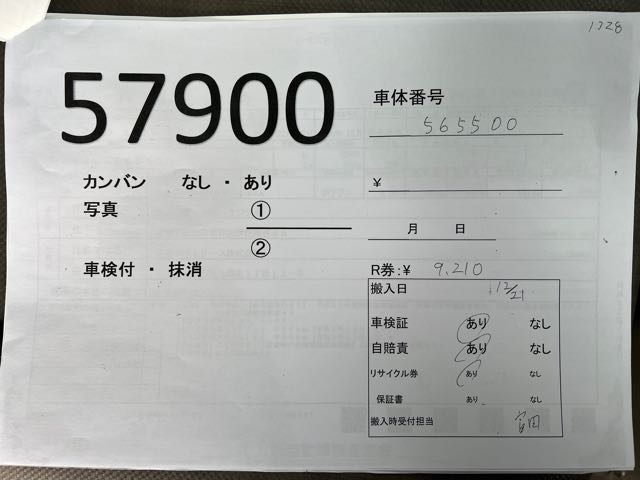 1728
57900
車体番号
565500
カンバン なし ・ あり
¥
写真 ①
②
月 日
車検付 ・ 抹消
R券:¥ 9,210
搬入日 12/21
車検証 あり なし
自賠責 あり なし
リサイクル券 あり なし
保証書 あり なし
搬入時受付担当 富田